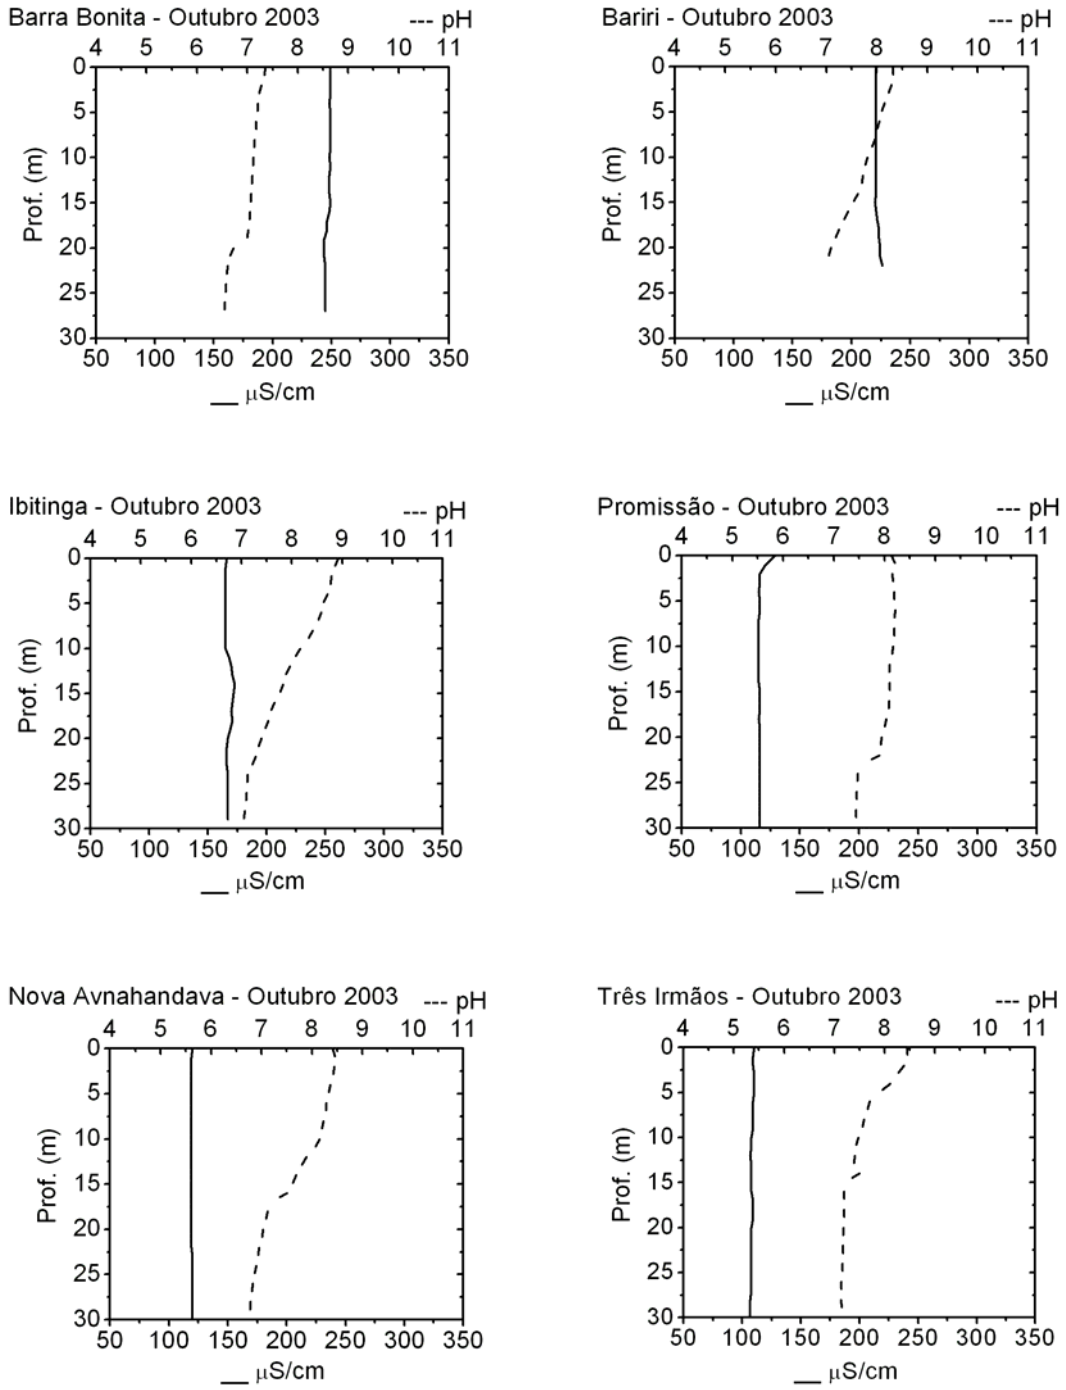 Barra Bonita - Outubro 2003 --- pH
4 5 6 7 8 9 10 11
0
5
10
15
20
25
30
Prof. (m)
50 100 150 200 250 300 350
__ μS/cm
Bariri - Outubro 2003 --- pH
4 5 6 7 8 9 10 11
0
5
10
15
20
25
30
Prof. (m)
50 100 150 200 250 300 350
__ μS/cm
Ibitinga - Outubro 2003 --- pH
4 5 6 7 8 9 10 11
0
5
10
15
20
25
30
Prof. (m)
50 100 150 200 250 300 350
__ μS/cm
Promissão - Outubro 2003 --- pH
4 5 6 7 8 9 10 11
0
5
10
15
20
25
30
Prof. (m)
50 100 150 200 250 300 350
__ μS/cm
Nova Avnahandava - Outubro 2003 --- pH
4 5 6 7 8 9 10 11
0
5
10
15
20
25
30
Prof. (m)
50 100 150 200 250 300 350
__ μS/cm
Três Irmãos - Outubro 2003 --- pH
4 5 6 7 8 9 10 11
0
5
10
15
20
25
30
Prof. (m)
50 100 150 200 250 300 350
__ μS/cm